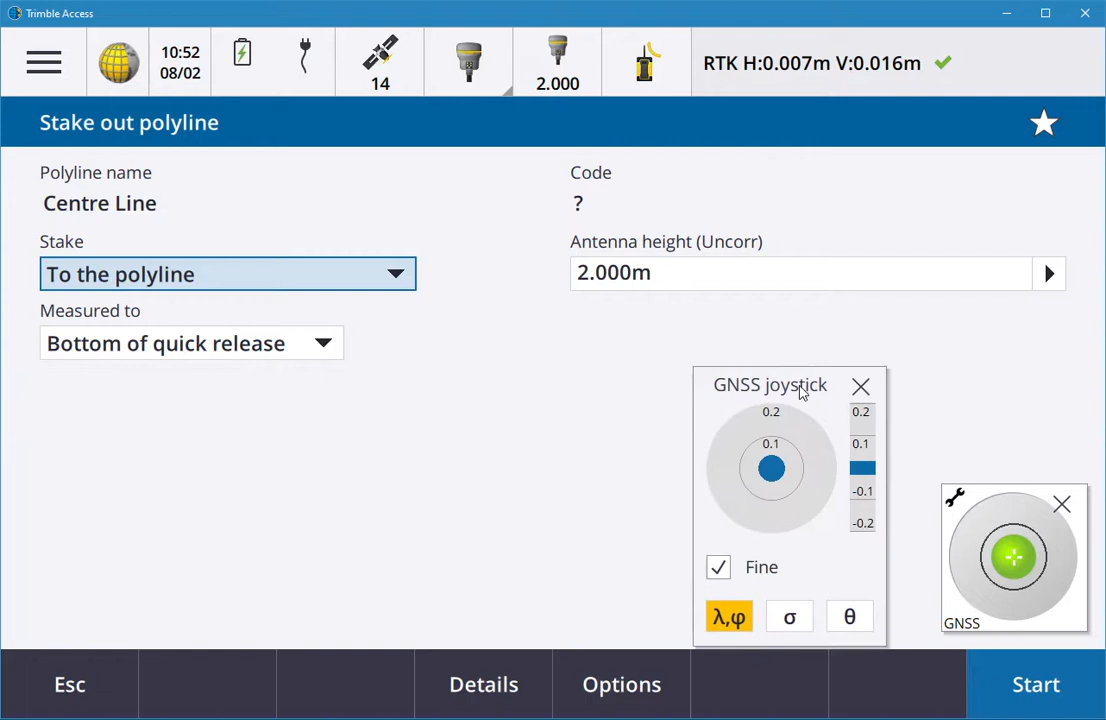 Trimble Access
10:52
08/02
14
2.000
RTK H:0.007m V:0.016m
Stake out polyline
Polyline name
Centre Line
Code
?
Stake
To the polyline
Antenna height (Uncorr)
2.000m
Measured to
Bottom of quick release
GNSS joystick
0.2
0.1
0.2
0.1
-0.1
-0.2
Fine
λ,φ
σ
θ
GNSS
Esc
Details
Options
Start